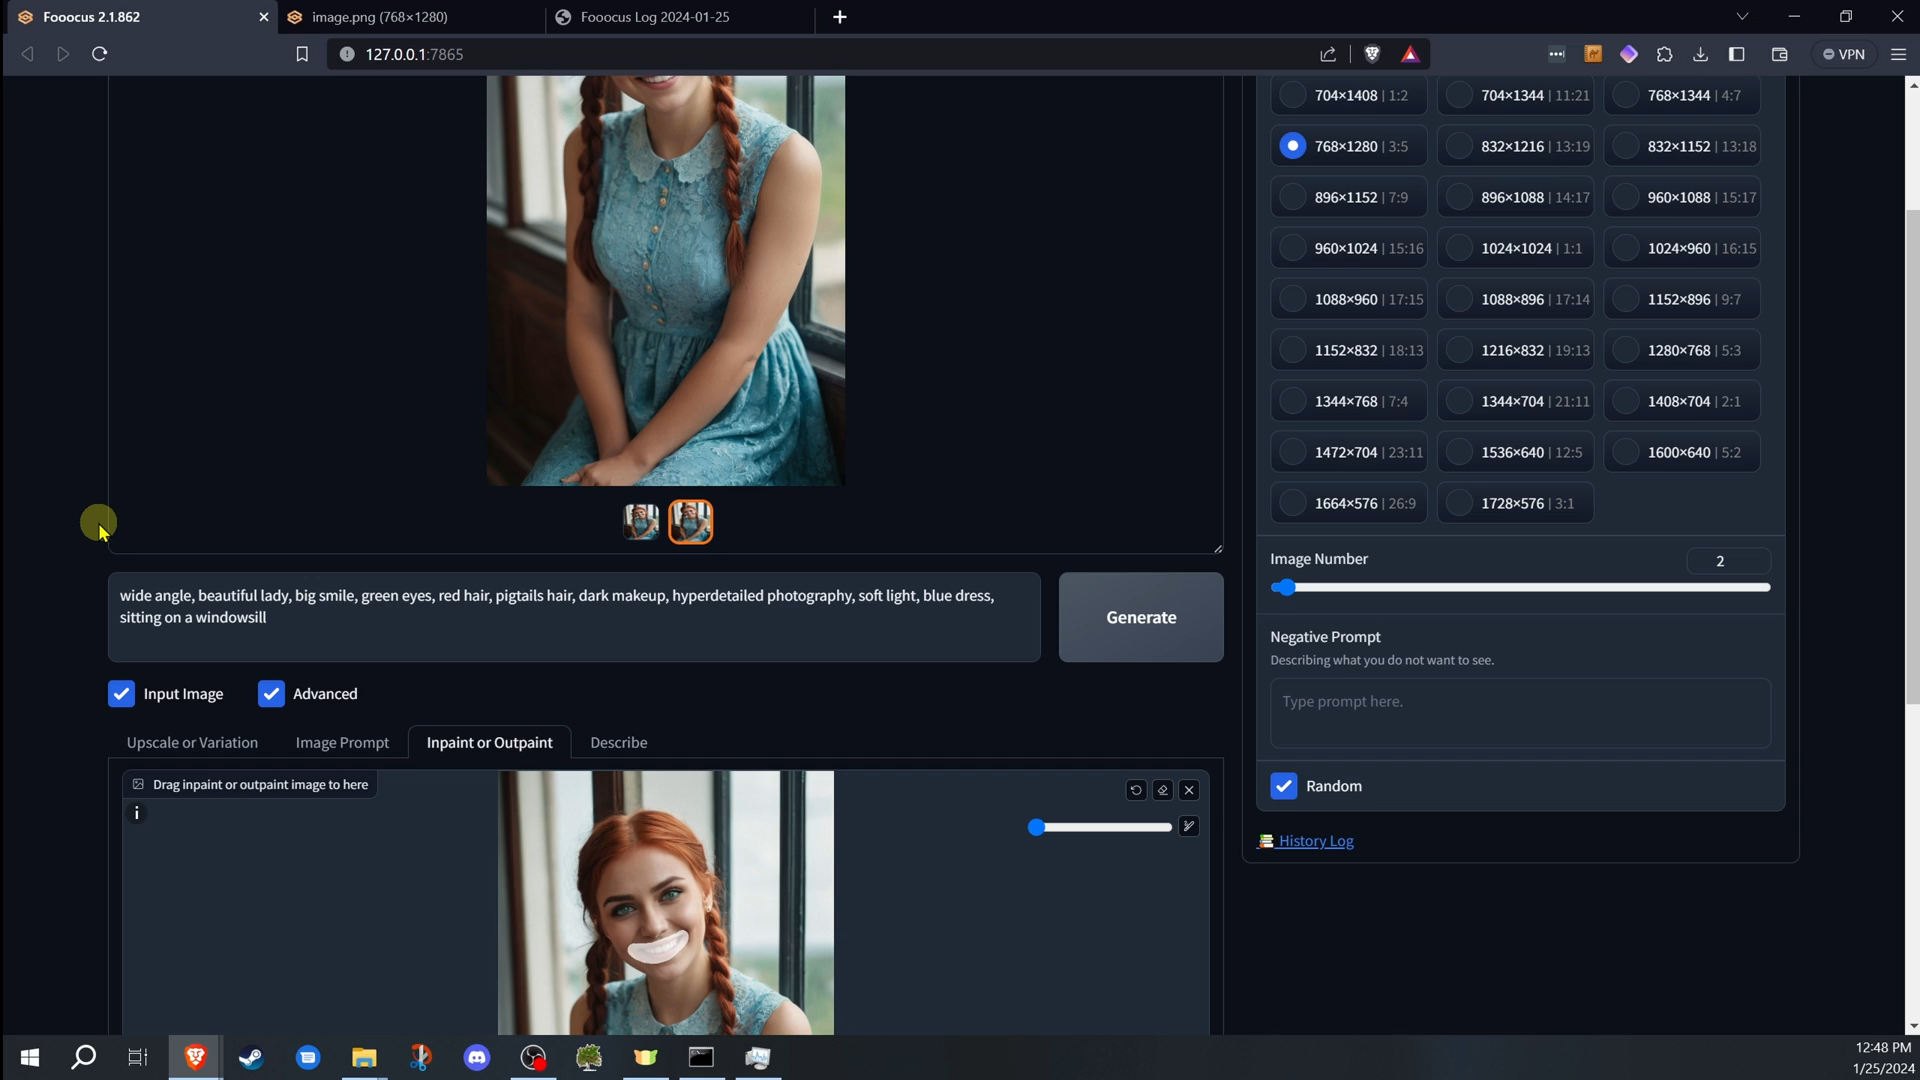 Fooocus 2.1.862
image.png (768×1280)
Fooocus Log 2024-01-25
127.0.0.1:7865
VPN
704×1408 | 1:2
704×1344 | 11:21
768×1344 | 4:7
768×1280 | 3:5
832×1216 | 13:19
832×1152 | 13:18
896×1152 | 7:9
896×1088 | 14:17
960×1088 | 15:17
960×1024 | 15:16
1024×1024 | 1:1
1024×960 | 16:15
1088×960 | 17:15
1088×896 | 17:14
1152×896 | 9:7
1152×832 | 18:13
1216×832 | 19:13
1280×768 | 5:3
1344×768 | 7:4
1344×704 | 21:11
1408×704 | 2:1
1472×704 | 23:11
1536×640 | 12:5
1600×640 | 5:2
1664×576 | 26:9
1728×576 | 3:1
Image Number
2
wide angle, beautiful lady, big smile, green eyes, red hair, pigtails hair, dark makeup, hyperdetailed photography, soft light, blue dress,
sitting on a windowsill
Generate
Negative Prompt
Describing what you do not want to see.
Type prompt here.
Input Image
Advanced
Upscale or Variation
Image Prompt
Inpaint or Outpaint
Describe
Drag inpaint or outpaint image to here
i
Random
History Log
12:48 PM
1/25/2024